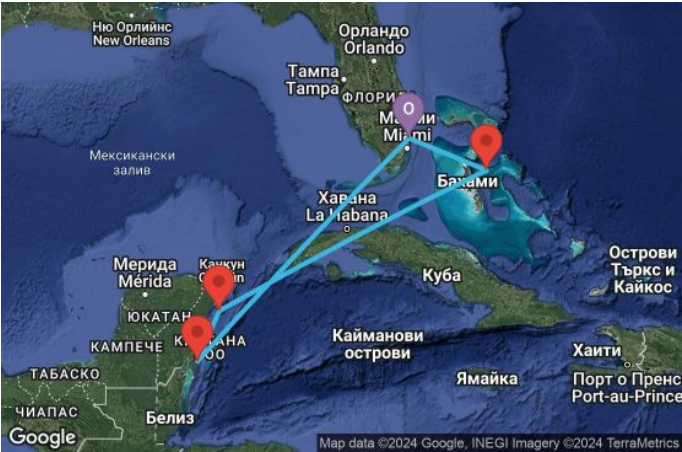 Ню Орлийнс
New Orleans
Орландо
Orlando
Тампа
Tampa
ФЛОРИ
O
Miami
Мексикански
залив
Бахами
Хавана
La Habana
Мерида
Mérida
Канкун
ЮКАТАН
КАМПЕЧЕ
ТАБАСКО
ЧИАПАС
Белиз
Куба
Кайманови
острови
Ямайка
Острови
Търкс и
Кайкос
Хаити
Порт о Пренс
Port-au-Prince
Google
Map data ©2024 Google, INEGI Imagery ©2024 TerraMetrics